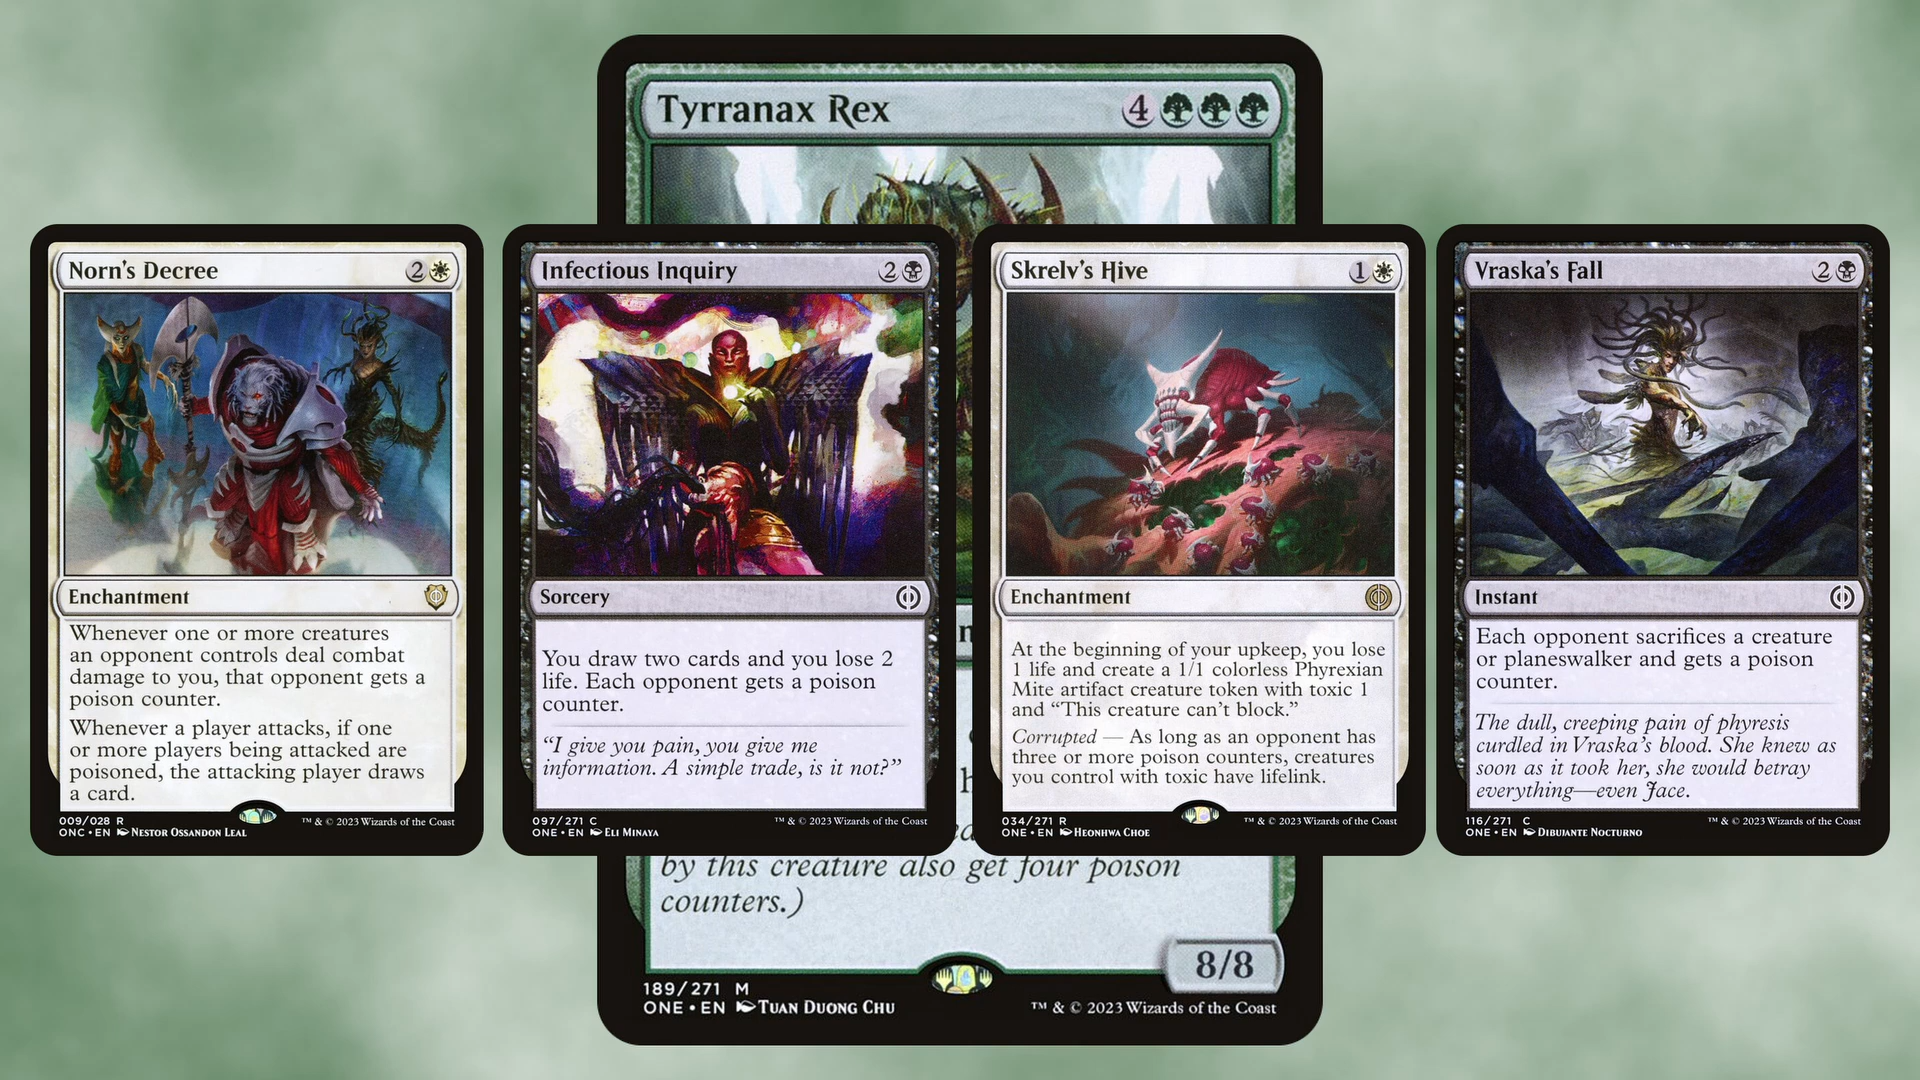 Tyrranax Rex 4
Norn's Decree 2
Enchantment
Whenever one or more creatures
an opponent controls deal combat
damage to you, that opponent gets a
poison counter.
Whenever a player attacks, if one
or more players being attacked are
poisoned, the attacking player draws
a card.
009/028 R
ONC • EN NESTOR OSSANDON LEAL
™ & © 2023 Wizards of the Coast
Infectious Inquiry 2
Sorcery
You draw two cards and you lose 2
life. Each opponent gets a poison
counter.
“I give you pain, you give me
information. A simple trade, is it not?”
097/271 C
ONE • EN ELI MINAYA
™ & © 2023 Wizards of the Coast
Skrelv's Hive 1
Enchantment
At the beginning of your upkeep, you lose
1 life and create a 1/1 colorless Phyrexian
Mite artifact creature token with toxic 1
and “This creature can't block.”
Corrupted — As long as an opponent has
three or more poison counters, creatures
you control with toxic have lifelink.
034/271 R
ONE • EN HEONHWA CHOE
™ & © 2023 Wizards of the Coast
Vraska's Fall 2
Instant
Each opponent sacrifices a creature
or planeswalker and gets a poison
counter.
The dull, creeping pain of phyresis
curdled in Vraska's blood. She knew as
soon as it took her, she would betray
everything—even Jace.
116/271 C
ONE • EN DIBUJANTE NOCTURNO
™ & © 2023 Wizards of the Coast
by this creature also get four poison
counters.)
8/8
189/271 M
ONE • EN TUAN DUONG CHU
™ & © 2023 Wizards of the Coast